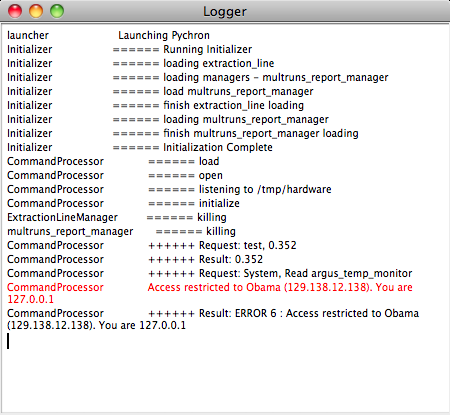 Logger
launcher Launching Pychron
Initializer ====== Running Initializer
Initializer ====== loading extraction_line
Initializer ====== loading managers - multruns_report_manager
Initializer ====== load multruns_report_manager
Initializer ====== finish extraction_line loading
Initializer ====== loading multruns_report_manager
Initializer ====== finish multruns_report_manager loading
Initializer ====== Initialization Complete
CommandProcessor ====== load
CommandProcessor ====== open
CommandProcessor ====== listening to /tmp/hardware
CommandProcessor ====== initialize
ExtractionLineManager ====== killing
multruns_report_manager ====== killing
CommandProcessor ++++++ Request: test, 0.352
CommandProcessor ++++++ Result: 0.352
CommandProcessor ++++++ Request: System, Read argus_temp_monitor
CommandProcessor Access restricted to Obama (129.138.12.138). You are
127.0.0.1
CommandProcessor ++++++ Result: ERROR 6 : Access restricted to Obama
(129.138.12.138). You are 127.0.0.1